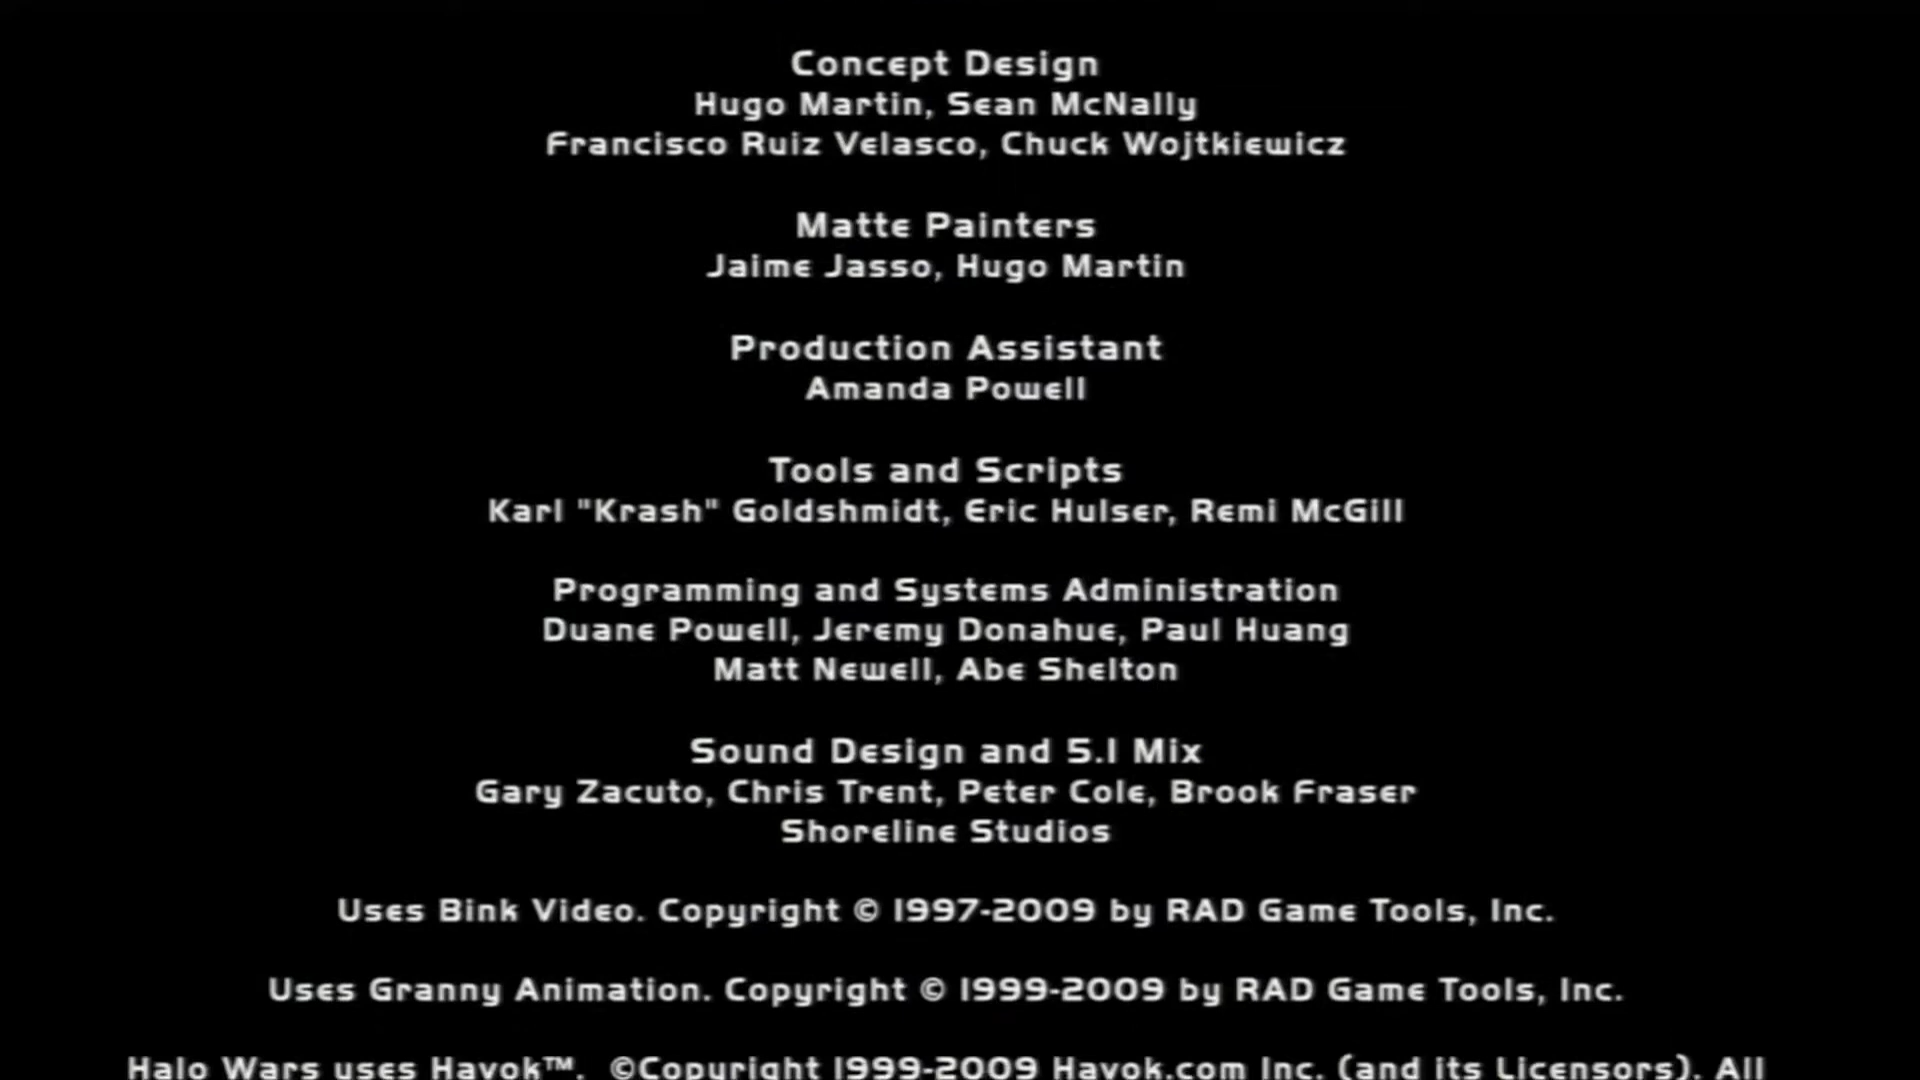 Concept Design
Hugo Martin, Sean McNally
Francisco Ruiz Velasco, Chuck Wojtkiewicz
Matte Painters
Jaime Jasso, Hugo Martin
Production Assistant
Amanda Powell
Tools and Scripts
Karl "Krash" Goldshmidt, Eric Hulser, Remi McGill
Programming and Systems Administration
Duane Powell, Jeremy Donahue, Paul Huang
Matt Newell, Abe Shelton
Sound Design and 5.1 Mix
Gary Zacuto, Chris Trent, Peter Cole, Brook Fraser
Shoreline Studios
Uses Bink Video. Copyright © 1997-2009 by RAD Game Tools, Inc.
Uses Granny Animation. Copyright © 1999-2009 by RAD Game Tools, Inc.
Halo Wars uses Havok™. ©Copyright 1999-2009 Havok.com Inc. (and its Licensors). All